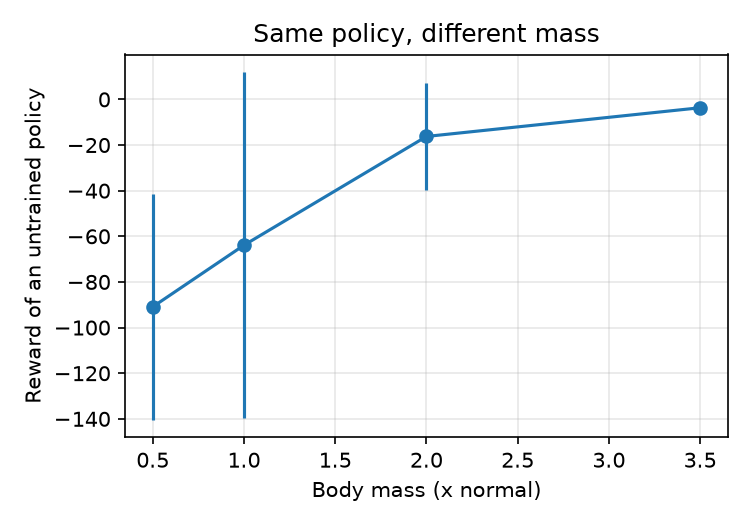 Same policy, different mass
Reward of an untrained policy
0
−20
−40
−60
−80
−100
−120
−140
0.5 1.0 1.5 2.0 2.5 3.0 3.5
Body mass (x normal)